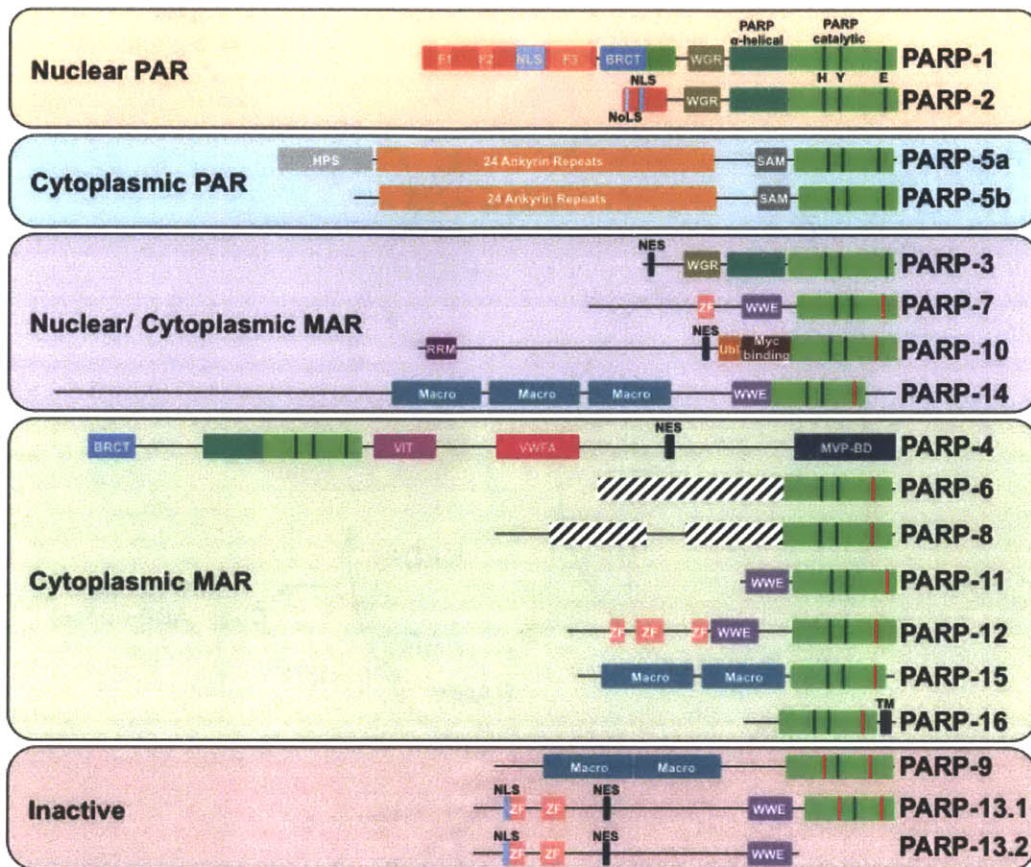 PARP α-helical PARP catalytic
Nuclear PAR
F1 F2 NLS F3 BRCT WGR PARP-1
H Y E
NLS
WGR PARP-2
NoLS
Cytoplasmic PAR
HPS 24 Ankyrin Repeats SAM PARP-5a
24 Ankyrin Repeats SAM PARP-5b
Nuclear/ Cytoplasmic MAR
NES
WGR PARP-3
ZF WWE PARP-7
NES
RRM UbI Myc binding PARP-10
Macro Macro Macro WWE PARP-14
Cytoplasmic MAR
NES
BRCT VIT VWFA MVP-BD PARP-4
PARP-6
PARP-8
WWE PARP-11
ZF ZF ZF WWE PARP-12
Macro Macro PARP-15
TM
PARP-16
Inactive
Macro Macro PARP-9
NLS NES
ZF ZF WWE PARP-13.1
NLS NES
ZF ZF WWE PARP-13.2